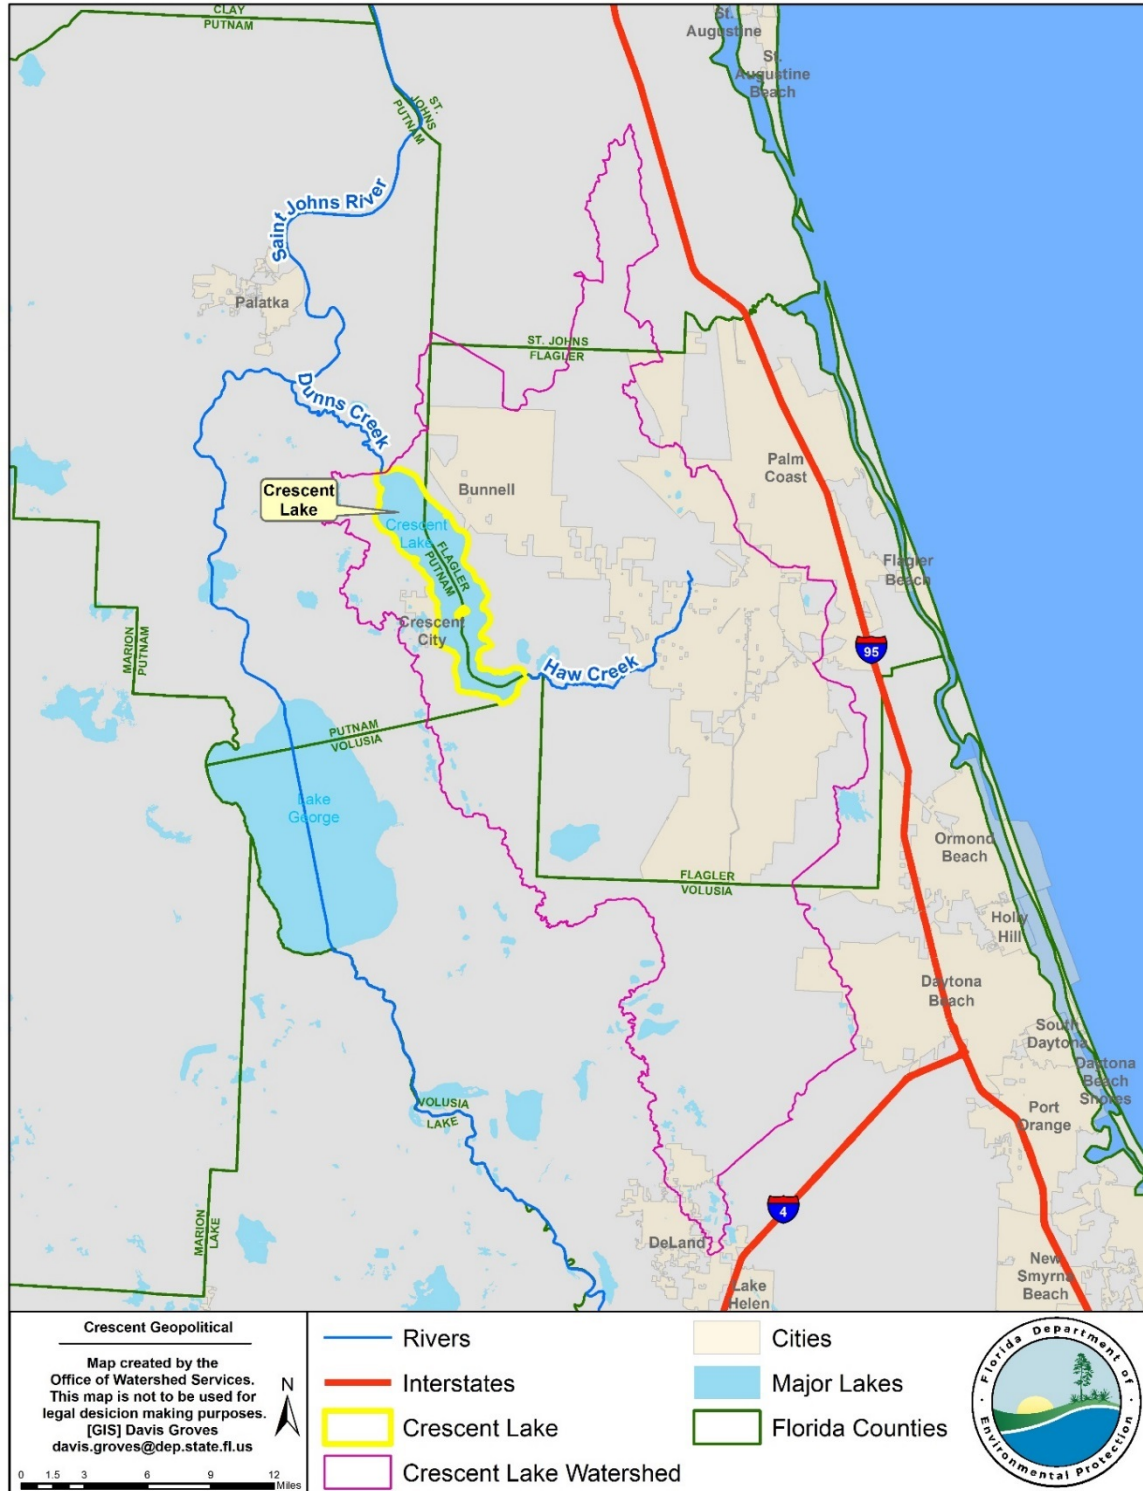 CLAY
PUTNAM
St.
Augustine
St.
Augustine
Beach
ST. JOHNS
PUTNAM
Saint Johns River
Palatka
ST. JOHNS
FLAGLER
Dunns Creek
Crescent
Lake
Bunnell
Palm
Coast
Crescent
Lake
FLAGLER
PUTNAM
Flagler
Beach
Crescent
City
MARION
PUTNAM
Haw Creek
95
PUTNAM
VOLUSIA
Lake
George
Ormond
Beach
FLAGLER
VOLUSIA
Holly
Hill
Daytona
Beach
South
Daytona
Daytona
Beach
Shores
VOLUSIA
LAKE
Port
Orange
MARION
LAKE
4
DeLand
Lake
Helen
New
Smyrna
Beach
Crescent Geopolitical
Map created by the
Office of Watershed Services.
This map is not to be used for
legal desicion making purposes.
[GIS] Davis Groves
davis.groves@dep.state.fl.us
N
0 1.5 3 6 9 12
Miles
Rivers
Interstates
Crescent Lake
Crescent Lake Watershed
Cities
Major Lakes
Florida Counties
Florida Department of
Environmental Protection